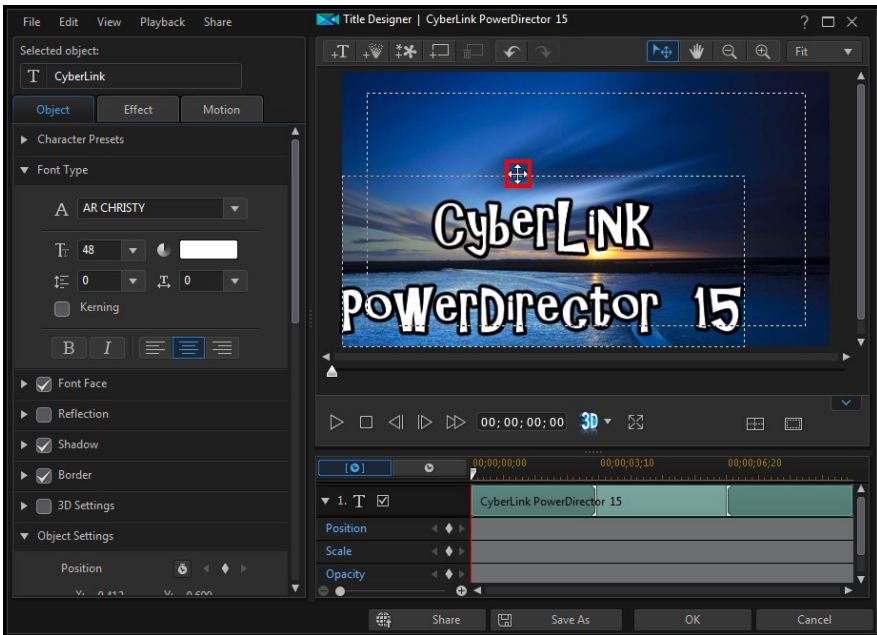 File Edit View Playback Share
Title Designer | CyberLink PowerDirector 15
Selected object:
T CyberLink
+T
Fit
Object Effect Motion
Character Presets
Font Type
A AR CHRISTY
48
0 T 0
Kerning
B I
Font Face
Reflection
Shadow
Border
3D Settings
Object Settings
Position
CyberLink
PowerDirector 15
00;00;00;00 3D
00;00;00;00 00;00;03;10 00;00;06;20
1. T CyberLink PowerDirector 15
Position
Scale
Opacity
Share Save As OK Cancel